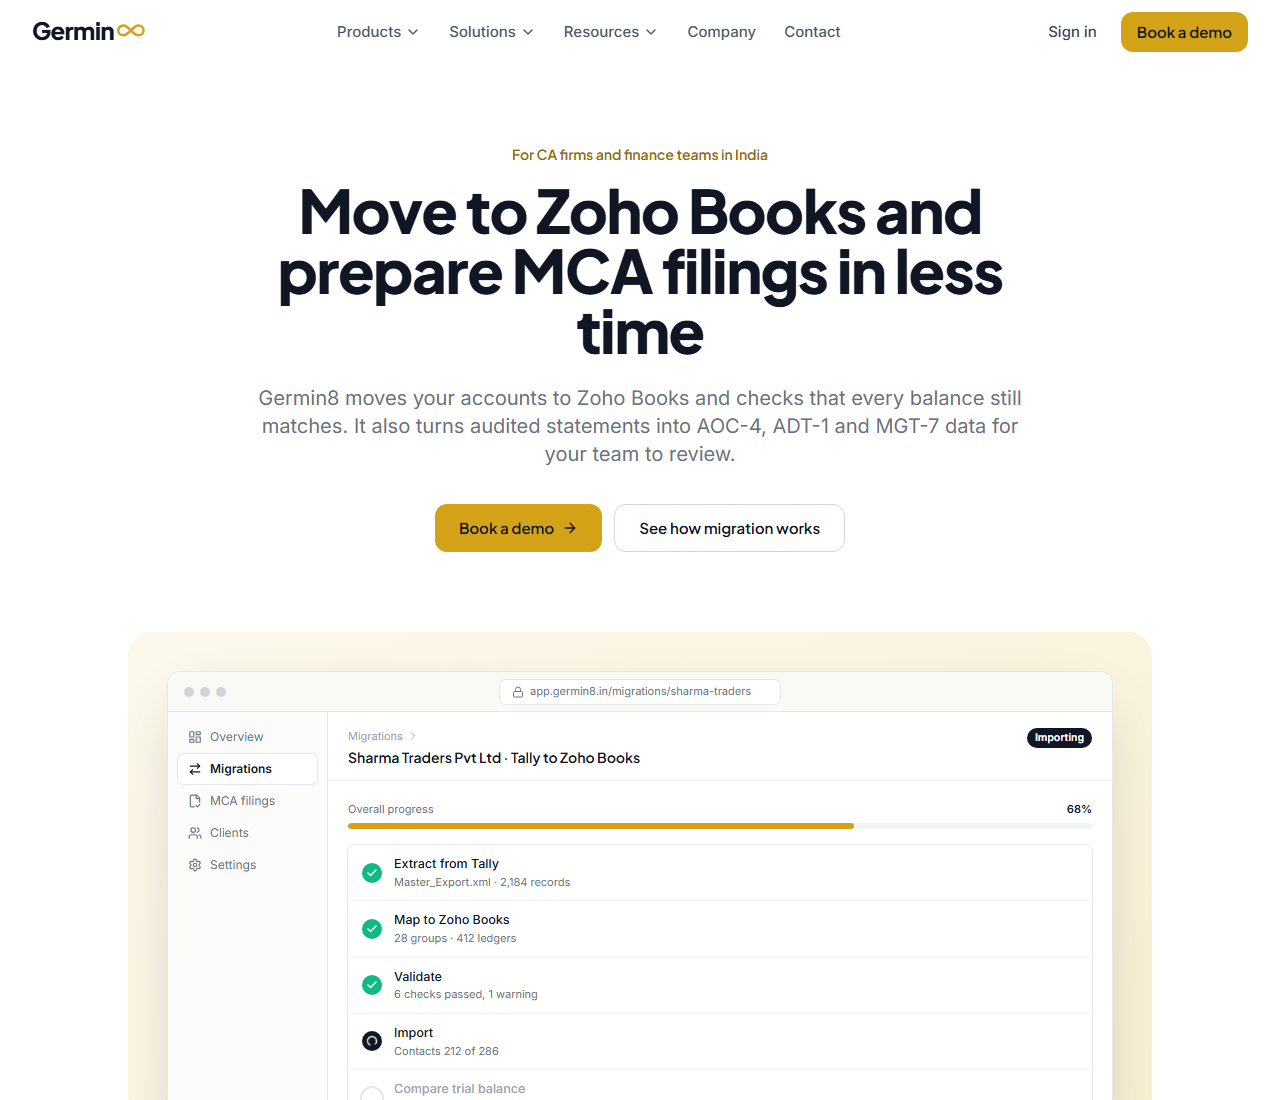 Germin
Products
Solutions
Resources
Company
Contact
Sign in
Book a demo
For CA firms and finance teams in India
Move to Zoho Books and
prepare MCA filings in less
time
Germin8 moves your accounts to Zoho Books and checks that every balance still
matches. It also turns audited statements into AOC-4, ADT-1 and MGT-7 data for
your team to review.
Book a demo
See how migration works
app.germin8.in/migrations/sharma-traders
Overview
Migrations
MCA filings
Clients
Settings
Migrations
Sharma Traders Pvt Ltd · Tally to Zoho Books
Importing
Overall progress
68%
Extract from Tally
Master_Export.xml · 2,184 records
Map to Zoho Books
28 groups · 412 ledgers
Validate
6 checks passed, 1 warning
Import
Contacts 212 of 286
Compare trial balance